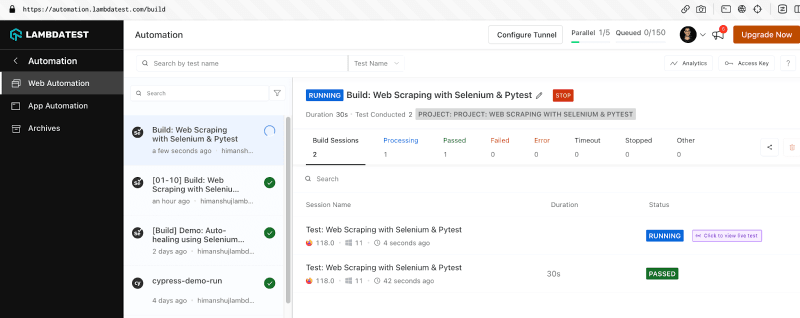 https://automation.lambdatest.com/build
LAMBDATEST
Automation
Web Automation
App Automation
Archives
Automation
Configure Tunnel
Parallel 1/5 Queued 0/150
Upgrade Now
Search by test name
Test Name
Analytics
Access Key
?
Search
Build: Web Scraping
with Selenium & Pytest
a few seconds ago · himansh...
[01-10] Build: Web
Scraping with Seleniu...
an hour ago · himanshujlam...
[Build] Demo: Auto-
healing using Selenium...
2 days ago · himanshujlambd...
cypress-demo-run
4 days ago · himanshujlambd...
RUNNING Build: Web Scraping with Selenium & Pytest STOP
Duration 30s · Test Conducted 2 PROJECT: PROJECT: WEB SCRAPING WITH SELENIUM & PYTEST
Build Sessions Processing Passed Failed Error Timeout Stopped Other
2 1 1 0 0 0 0 0
Search
Session Name Duration Status
Test: Web Scraping with Selenium & Pytest
118.0 · 11 · 4 seconds ago
RUNNING Click to view live test
Test: Web Scraping with Selenium & Pytest
118.0 · 11 · 42 seconds ago
30s
PASSED